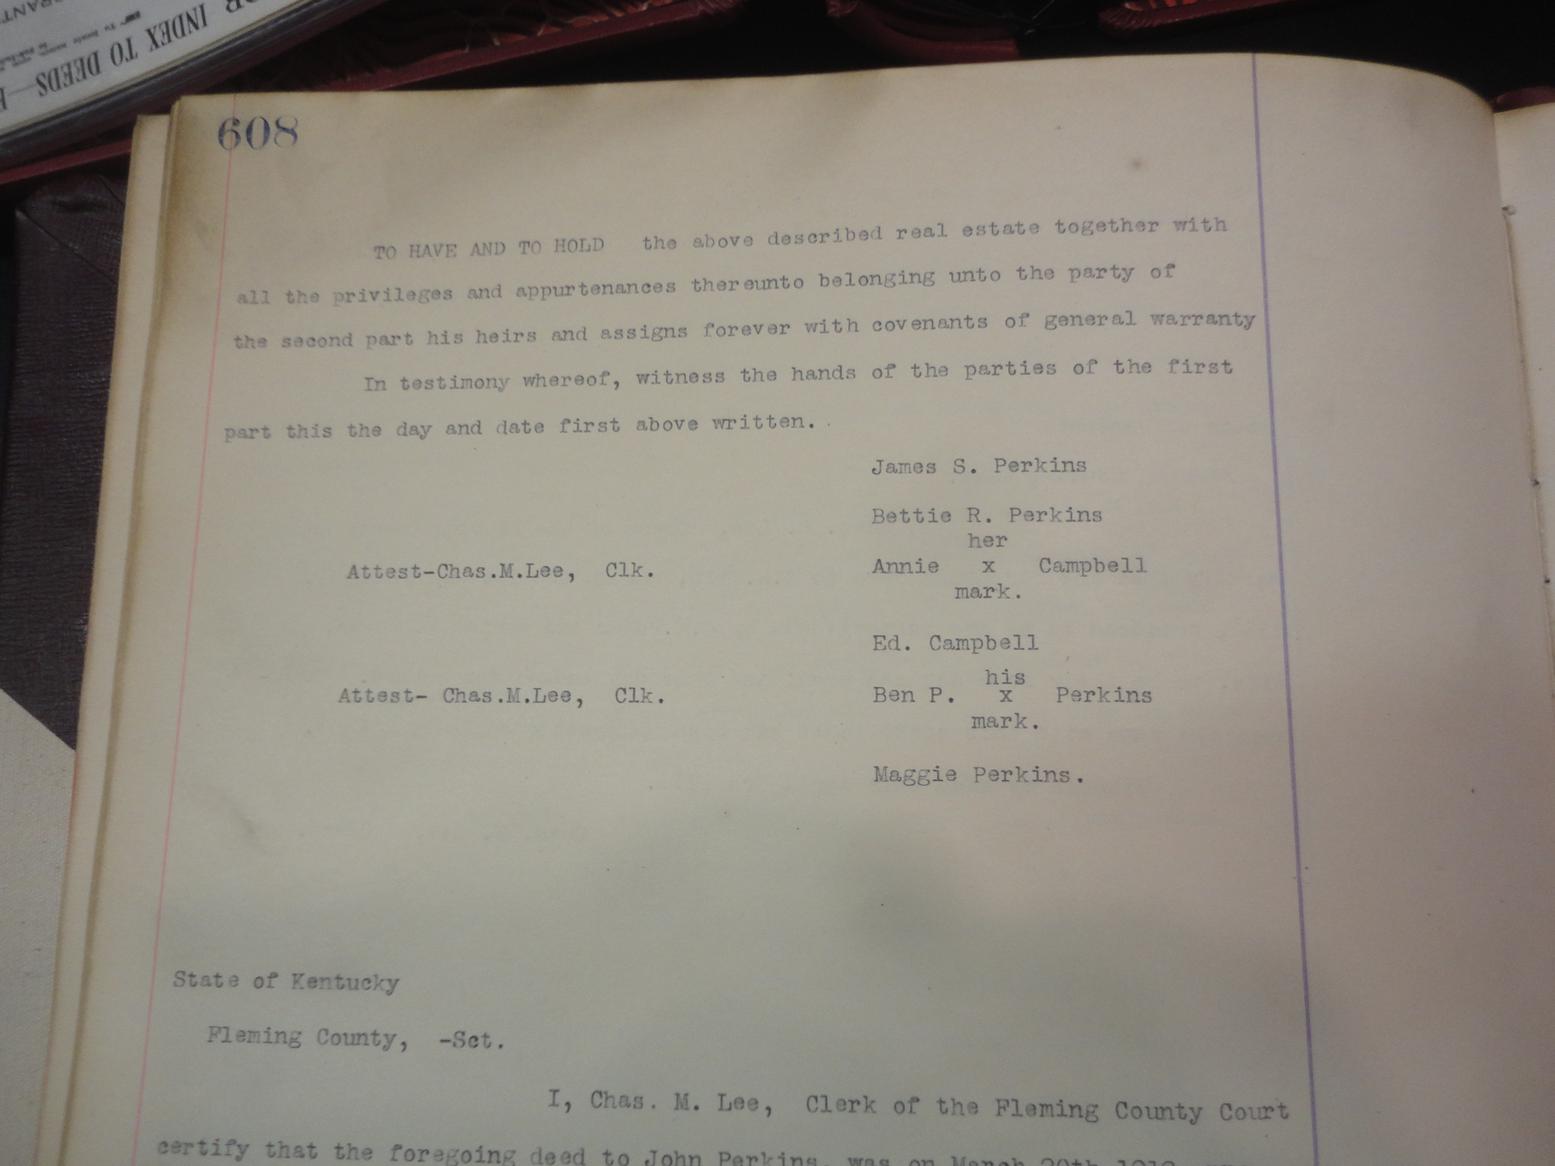 INDEX TO DEEDS
608
TO HAVE AND TO HOLD the above described real estate together with
all the privileges and appurtenances thereunto belonging unto the party of
the second part his heirs and assigns forever with covenants of general warranty
In testimony whereof, witness the hands of the parties of the first
part this the day and date first above written.
James S. Perkins
Bettie R. Perkins
her
Attest-Chas.M.Lee, Clk. Annie x Campbell
mark.
Ed. Campbell
his
Attest- Chas.M.Lee, Clk. Ben P. x Perkins
mark.
Maggie Perkins.
State of Kentucky
Fleming County, -Sct.
I, Chas. M. Lee, Clerk of the Fleming County Court
certify that the foregoing deed to John Perkins, was on March